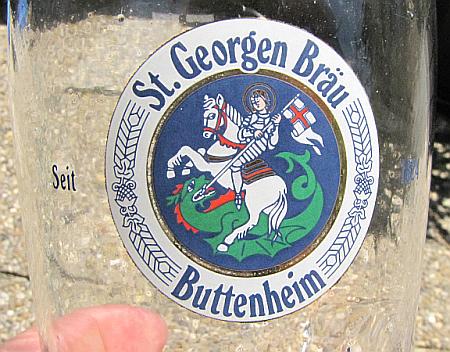 St. Georgen Bräu
Seit
Buttenheim